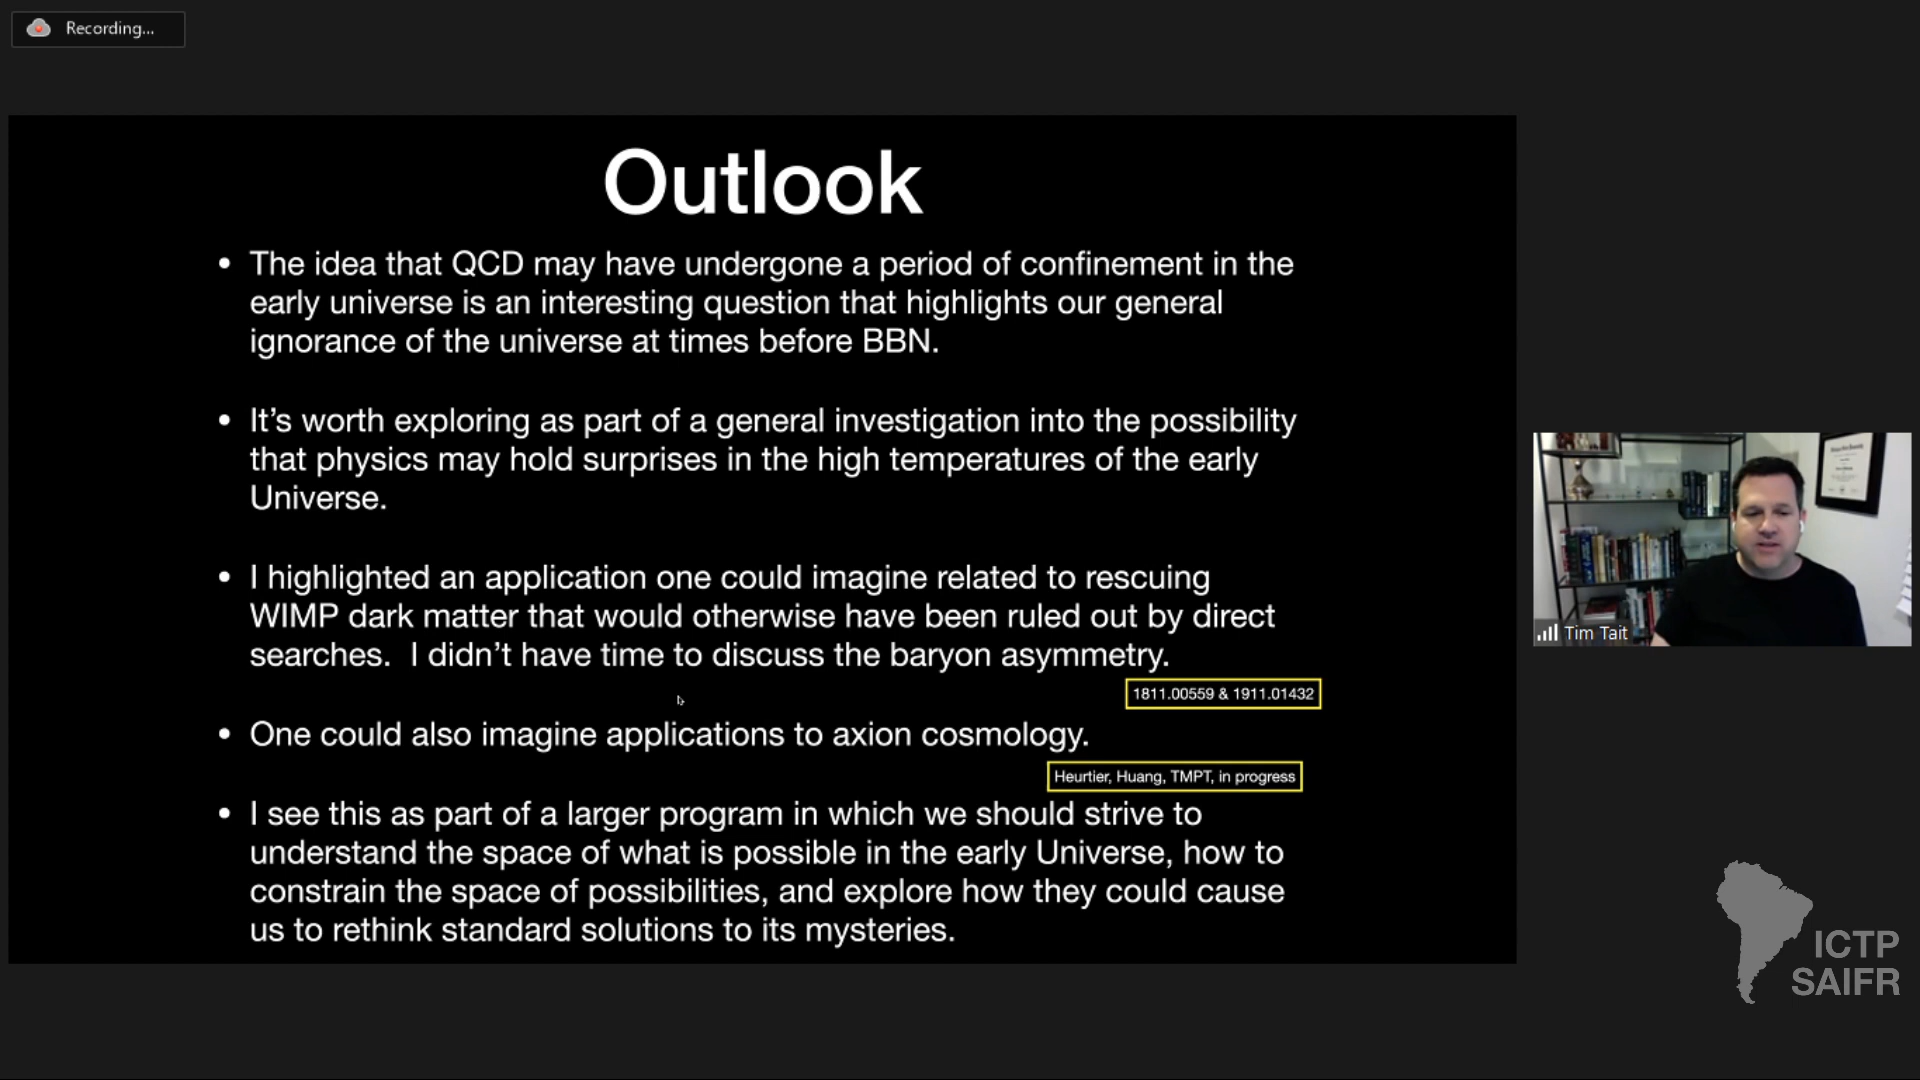 Recording...
Outlook
• The idea that QCD may have undergone a period of confinement in the
early universe is an interesting question that highlights our general
ignorance of the universe at times before BBN.
• It’s worth exploring as part of a general investigation into the possibility
that physics may hold surprises in the high temperatures of the early
Universe.
• I highlighted an application one could imagine related to rescuing
WIMP dark matter that would otherwise have been ruled out by direct
searches.  I didn’t have time to discuss the baryon asymmetry.
1811.00559 & 1911.01432
• One could also imagine applications to axion cosmology.
Heurtier, Huang, TMPT, in progress
• I see this as part of a larger program in which we should strive to
understand the space of what is possible in the early Universe, how to
constrain the space of possibilities, and explore how they could cause
us to rethink standard solutions to its mysteries.
Tim Tait
ICTP
SAIFR